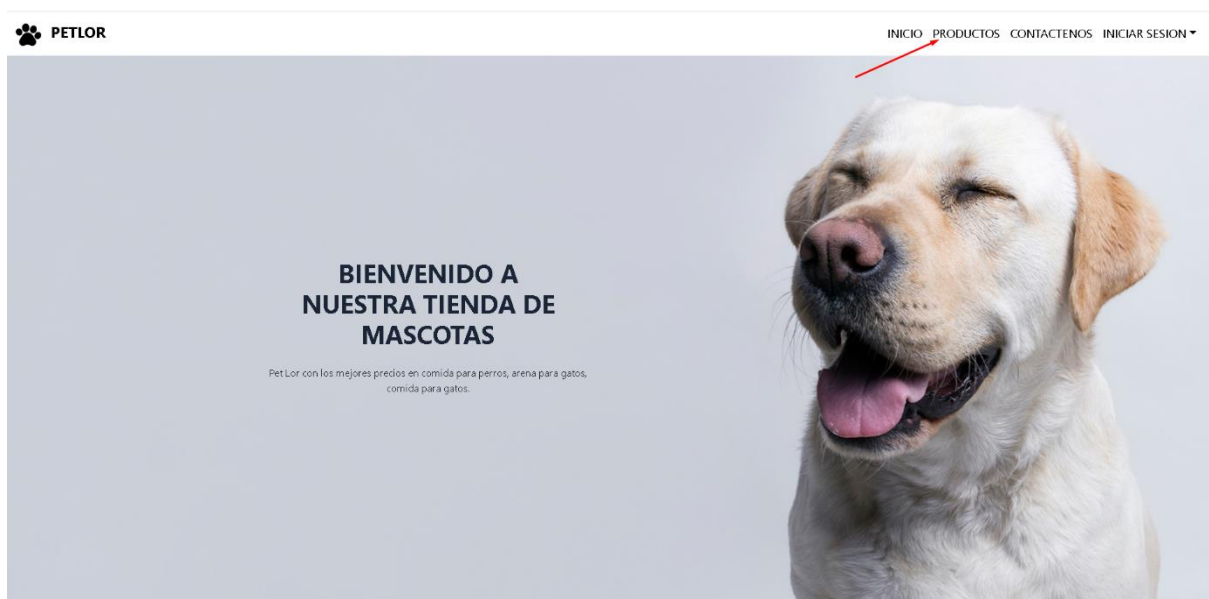 PETLOR
INICIO PRODUCTOS CONTACTENOS INICIAR SESION
BIENVENIDO A
NUESTRA TIENDA DE
MASCOTAS
Pet Lor con los mejores precios en comida para perros, arena para gatos,
comida para gatos.